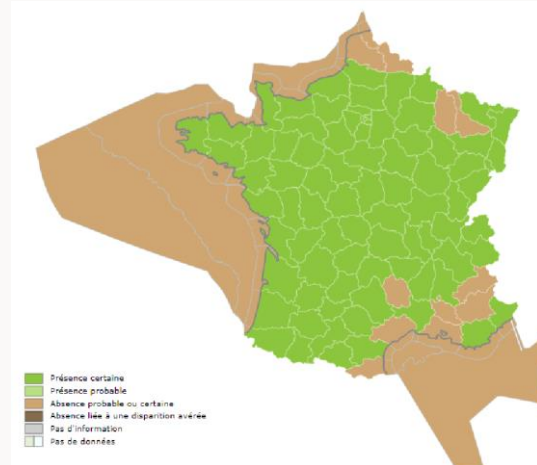 Présence certaine
Présence probable
Absence probable ou certaine
Absence liée à une disparition avérée
Pas d'information
Pas de données